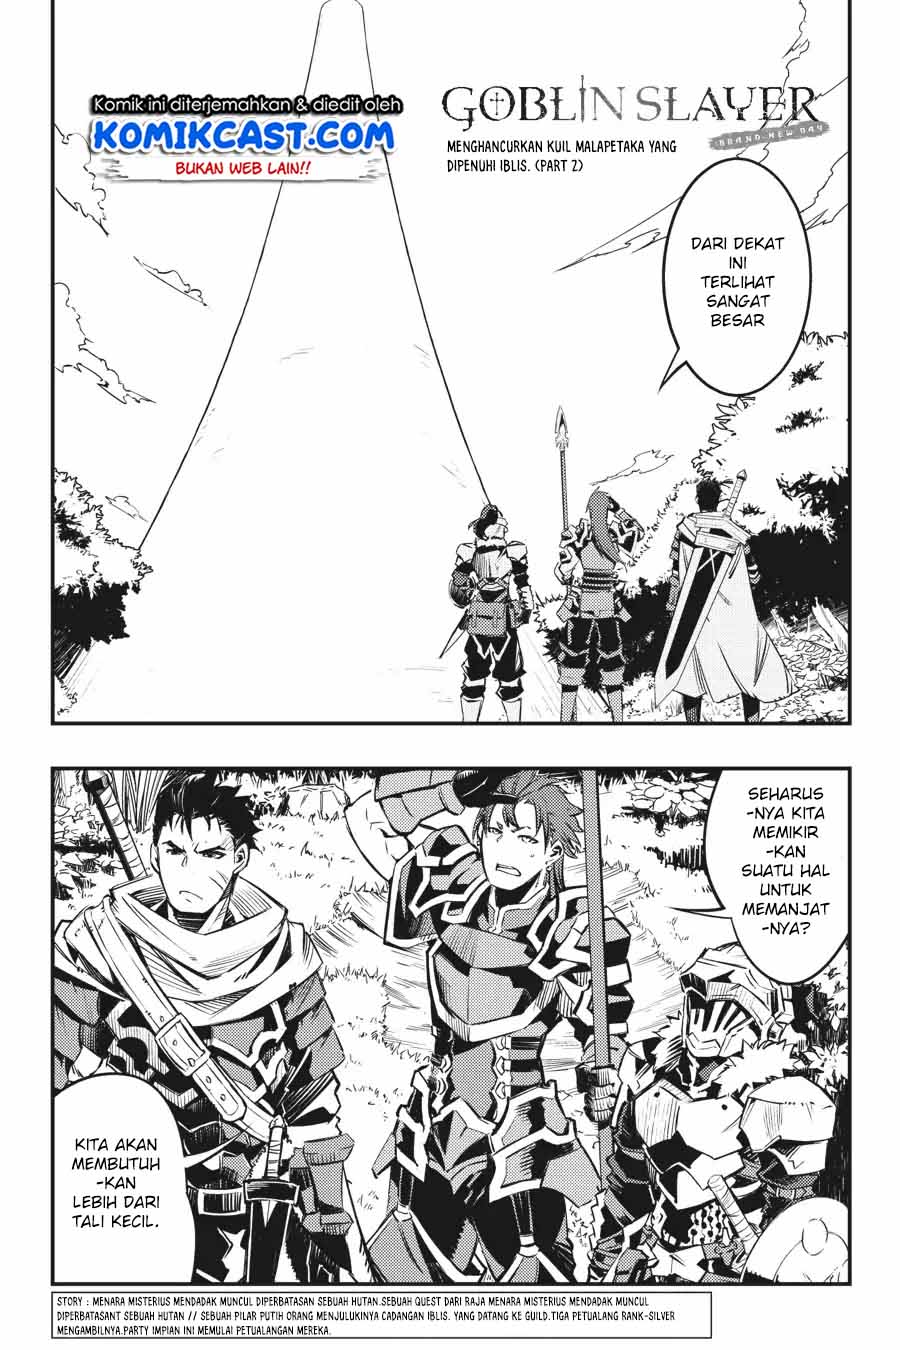 Komik ini diterjemahkan & diedit oleh
KOMIKCAST.COM
BUKAN WEB LAIN!!
GOBLIN SLAYER
BRAND NEW DAY
MENGHANCURKAN KUIL MALAPETAKA YANG
DIPENUHI IBLIS. (PART 2)
DARI DEKAT
INI
TERLIHAT
SANGAT
BESAR
SEHARUS
-NYA KITA
MEMIKIR
-KAN
SUATU HAL
UNTUK
MEMANJAT
-NYA?
KITA AKAN
MEMBUTUH
-KAN
LEBIH DARI
TALI KECIL.
STORY : MENARA MISTERIUS MENDADAK MUNCUL DIPERBATASAN SEBUAH HUTAN.SEBUAH QUEST DARI RAJA MENARA MISTERIUS MENDADAK MUNCUL
DIPERBATASANT SEBUAH HUTAN // SEBUAH PILAR PUTIH ORANG MENJULUKINYA CADANGAN IBLIS. YANG DATANG KE GUILD.TIGA PETUALANG RANK-SILVER
MENGAMBILNYA.PARTY IMPIAN INI MEMULAI PETUALANGAN MEREKA.